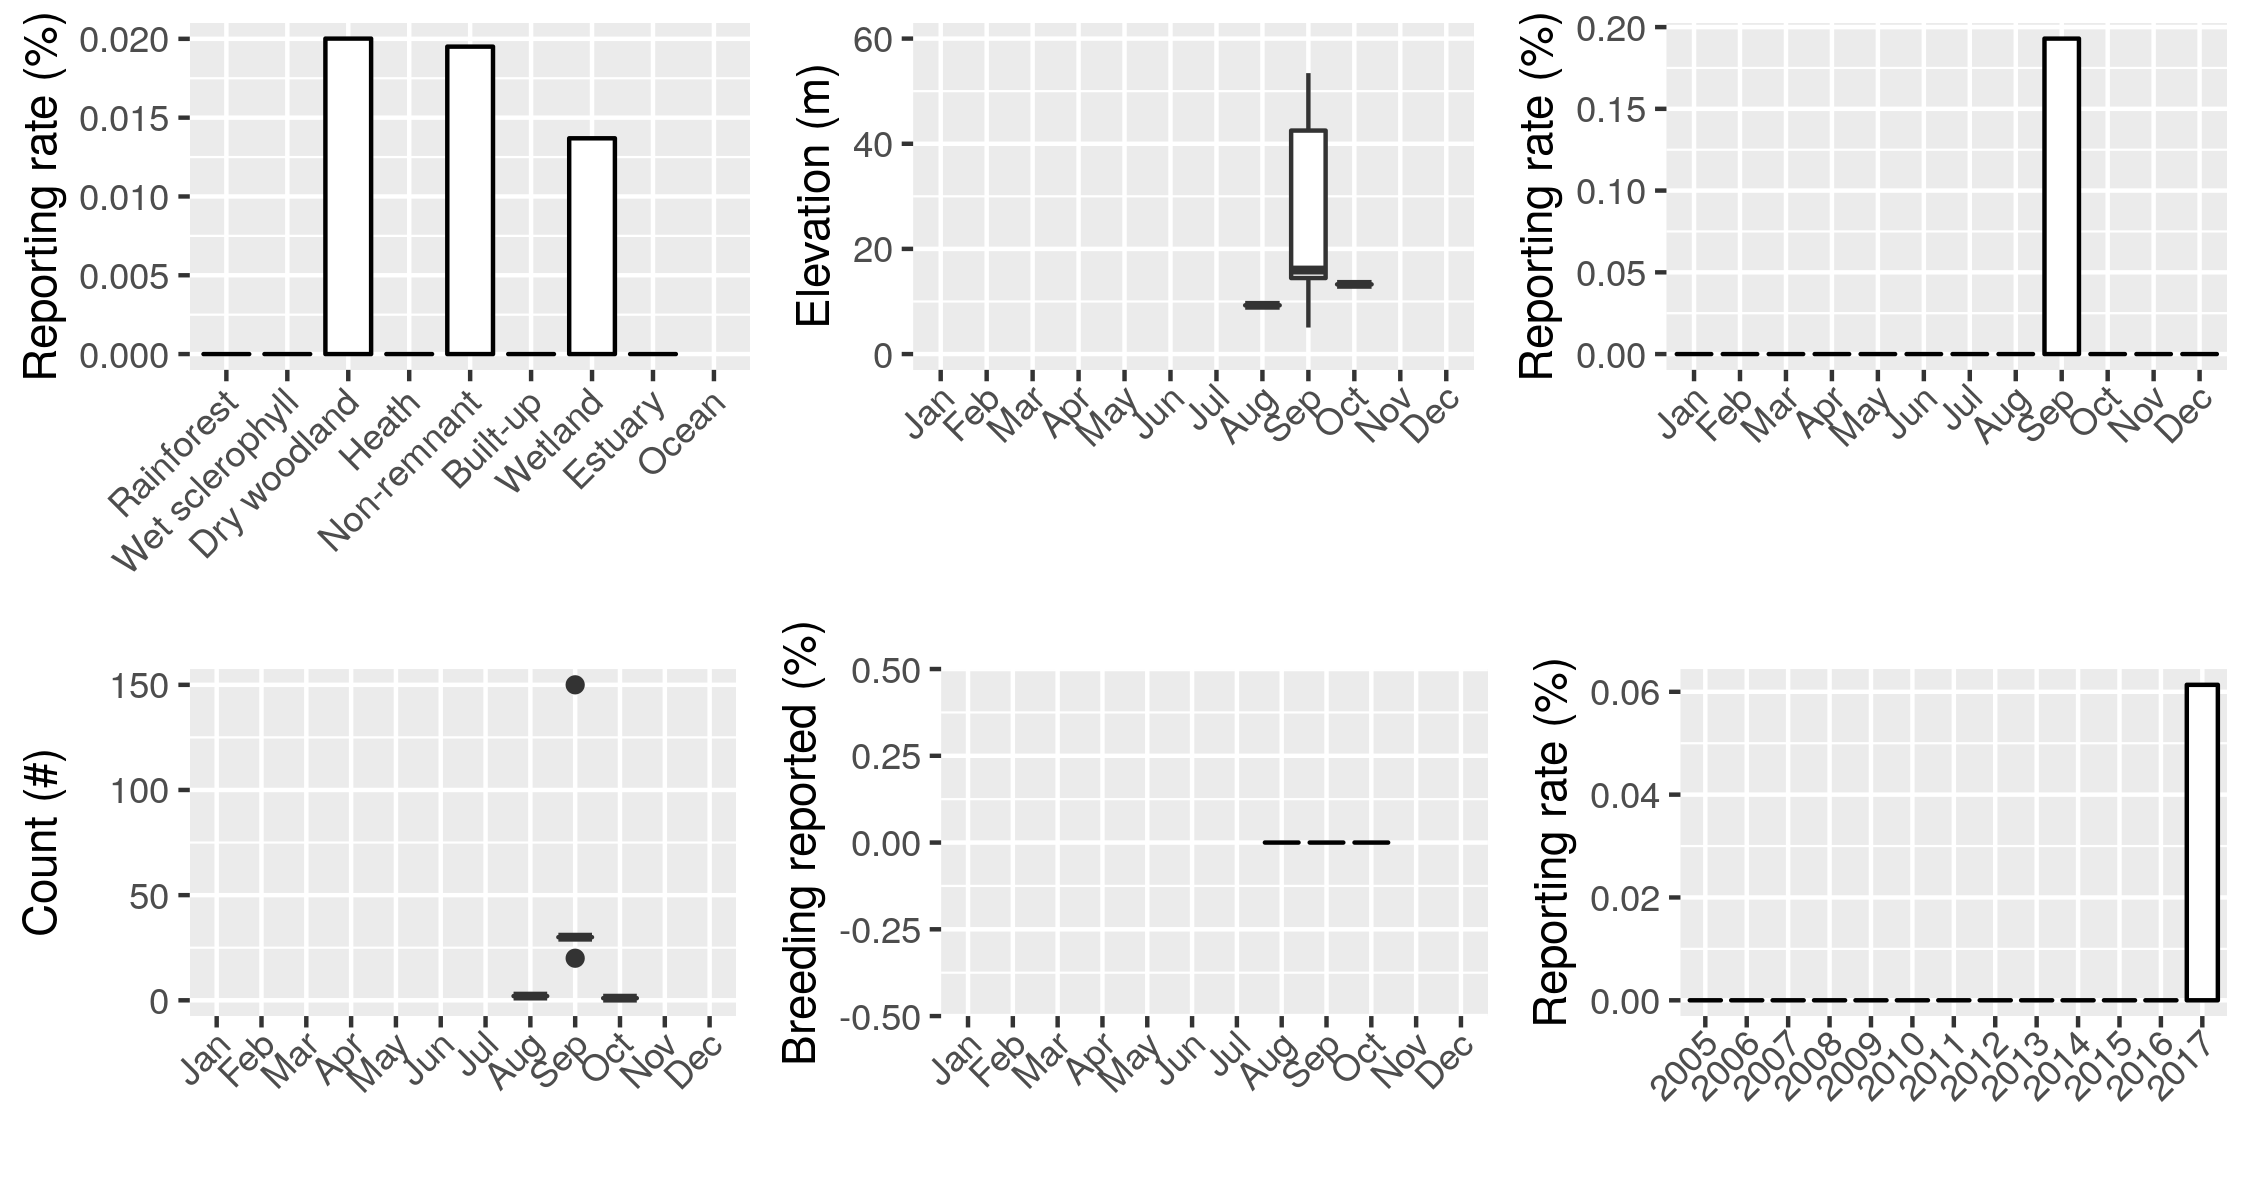 Reporting rate (%)
0.020
0.015
0.010
0.005
0.000
Rainforest
Wet sclerophyll
Dry woodland
Heath
Non-remnant
Built-up
Wetland
Estuary
Ocean
Elevation (m)
60
40
20
0
Jan
Feb
Mar
Apr
May
Jun
Jul
Aug
Sep
Oct
Nov
Dec
Reporting rate (%)
0.20
0.15
0.10
0.05
0.00
Jan
Feb
Mar
Apr
May
Jun
Jul
Aug
Sep
Oct
Nov
Dec
Count (#)
150
100
50
0
Jan
Feb
Mar
Apr
May
Jun
Jul
Aug
Sep
Oct
Nov
Dec
Breeding reported (%)
0.50
0.25
0.00
-0.25
-0.50
Jan
Feb
Mar
Apr
May
Jun
Jul
Aug
Sep
Oct
Nov
Dec
Reporting rate (%)
0.06
0.04
0.02
0.00
2005
2006
2007
2008
2009
2010
2011
2012
2013
2014
2015
2016
2017